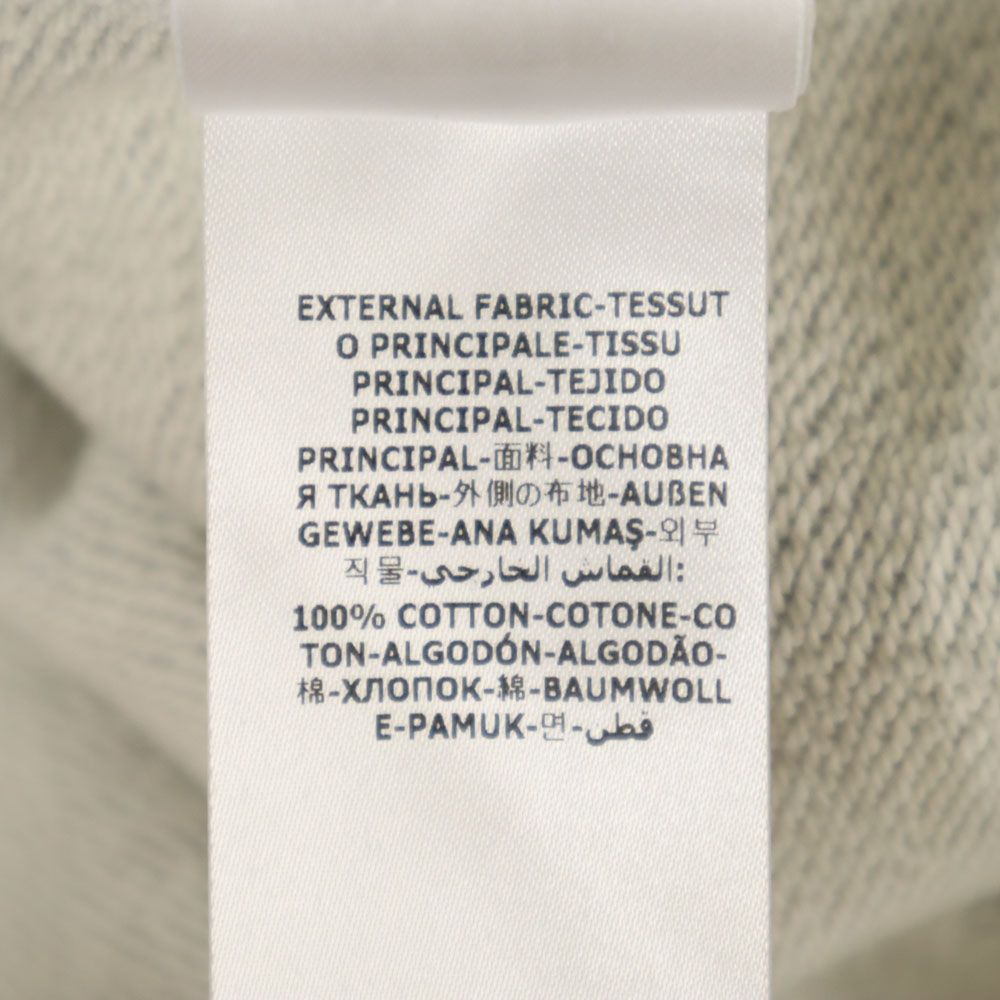 EXTERNAL FABRIC-TESSUT
O PRINCIPALE-TISSU
PRINCIPAL-TEJIDO
PRINCIPAL-TECIDO
PRINCIPAL-面料-ОСНОВНА
Я ТКАНЬ-外側の布地-AUßEN
GEWEBE-ANA KUMAŞ-외부
직물-القماش الخارجي:
100% COTTON-COTONE-CO
TON-ALGODÓN-ALGODÃO-
棉-ХЛОПОК-綿-BAUMWOLL
E-PAMUK-면-قطن